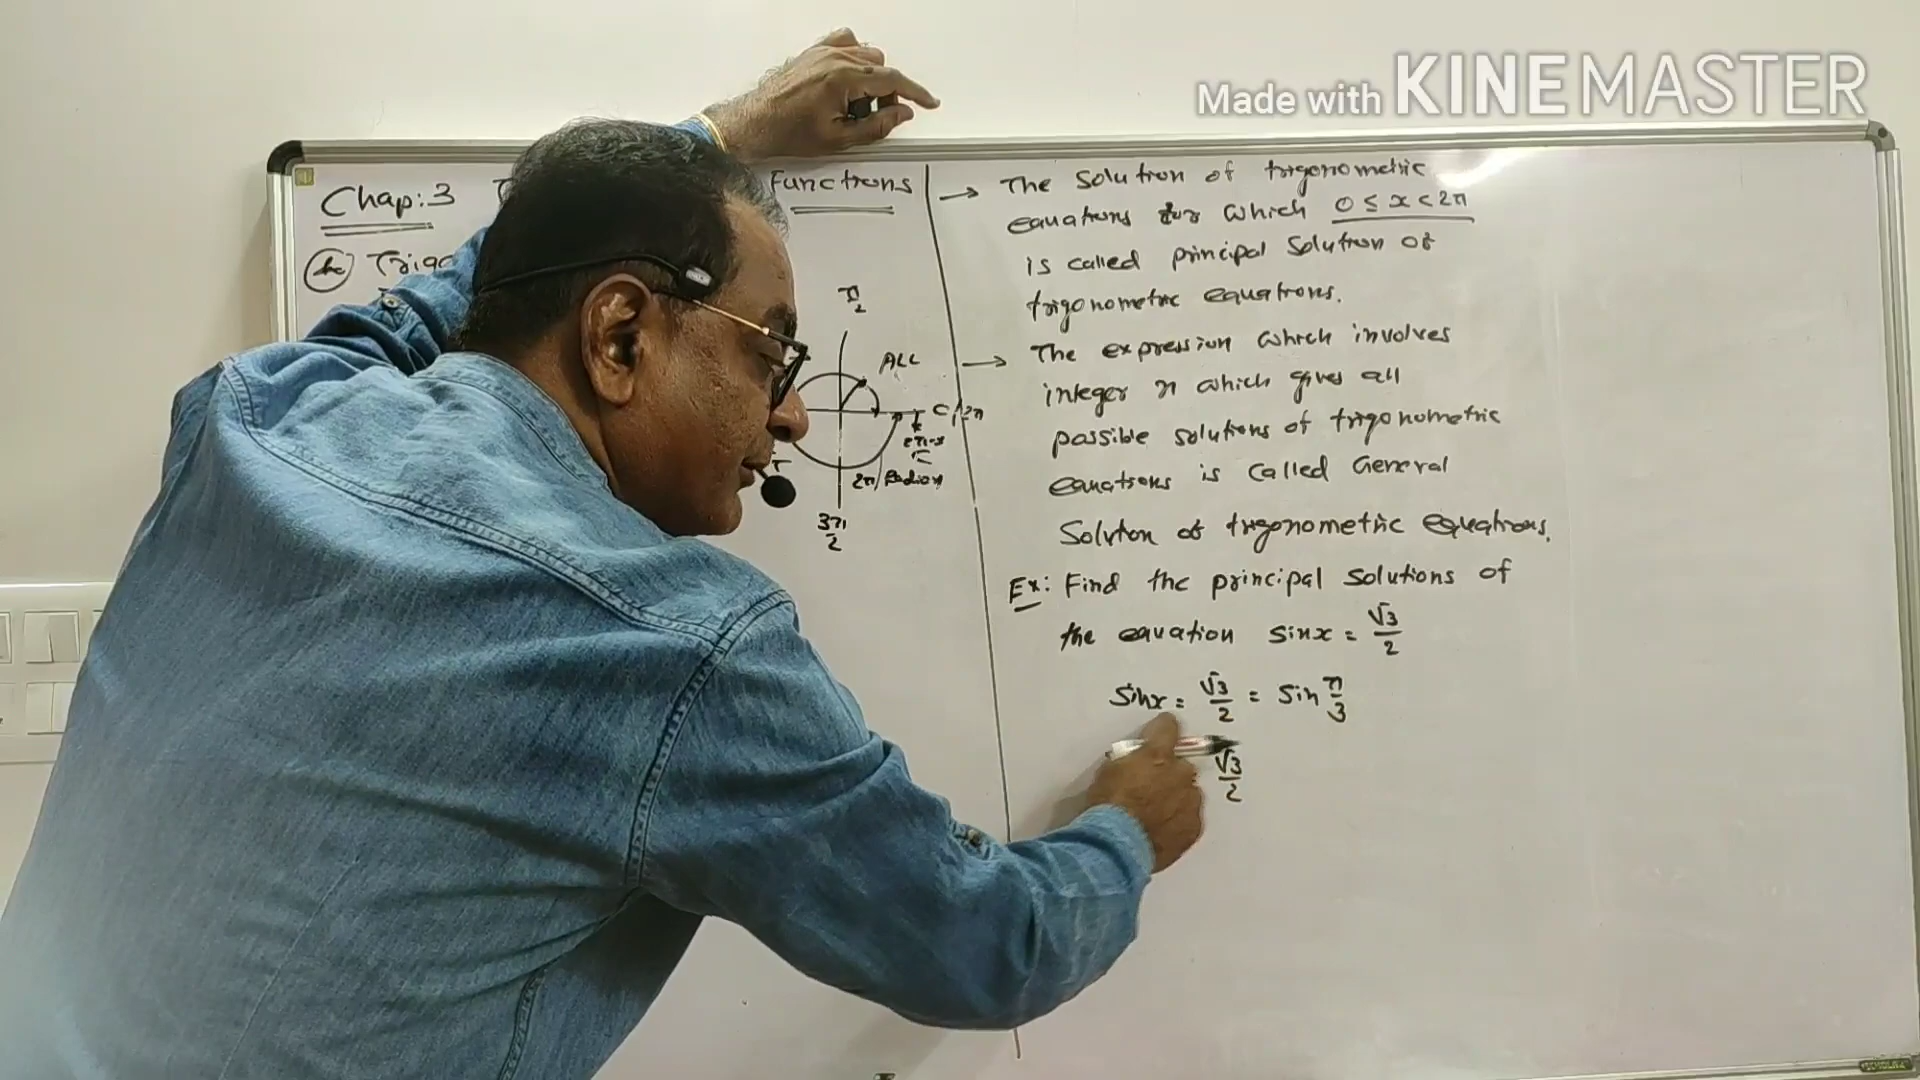 Made with KINEMASTER
Chap:3 Functions
π/2
ALL
2π
2π/Radian
3π/2
→ The solution of trigonometric
equations for which 0 ≤ x < 2π
is called principal solution of
trigonometric equations.
→ The expression which involves
integer n which gives all
possible solutions of trigonometric
equations is called General
Soluton of trigonometric equations.
Ex: Find the principal solutions of
the equation sinx = √3/2
sinx = √3/2 = sin π/3
√3/2